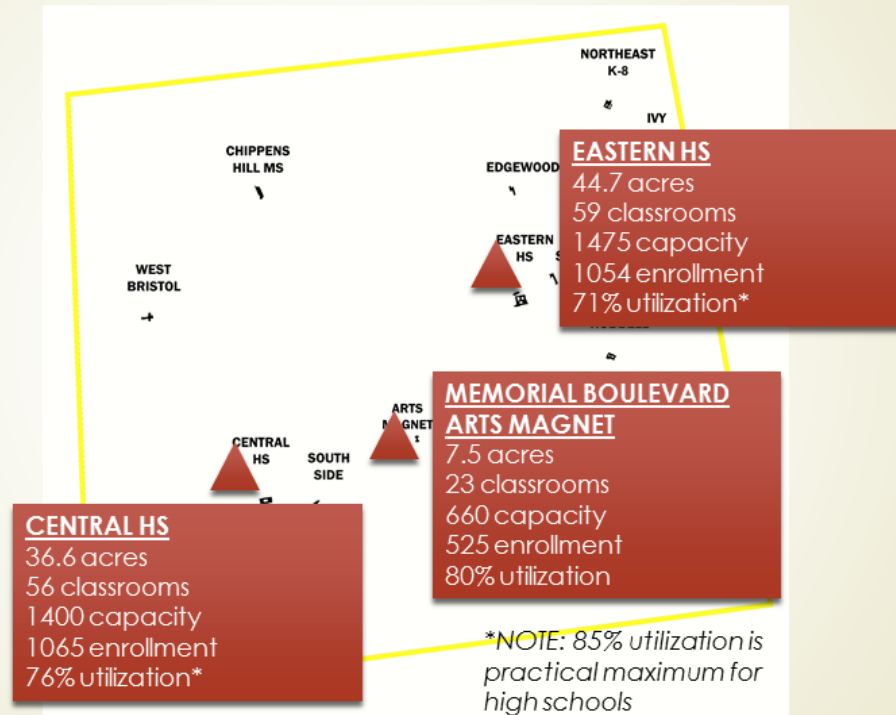 NORTHEAST
K-8
IVY
CHIPPENS
HILL MS
EDGEWOOD
EASTERN HS
44.7 acres
59 classrooms
1475 capacity
1054 enrollment
71% utilization*
EASTERN
HS
WEST
BRISTOL
MEMORIAL BOULEVARD
ARTS MAGNET
7.5 acres
23 classrooms
660 capacity
525 enrollment
80% utilization
ARTS
CENTRAL
HS
SOUTH
SIDE
CENTRAL HS
36.6 acres
56 classrooms
1400 capacity
1065 enrollment
76% utilization*
*NOTE: 85% utilization is
practical maximum for
high schools